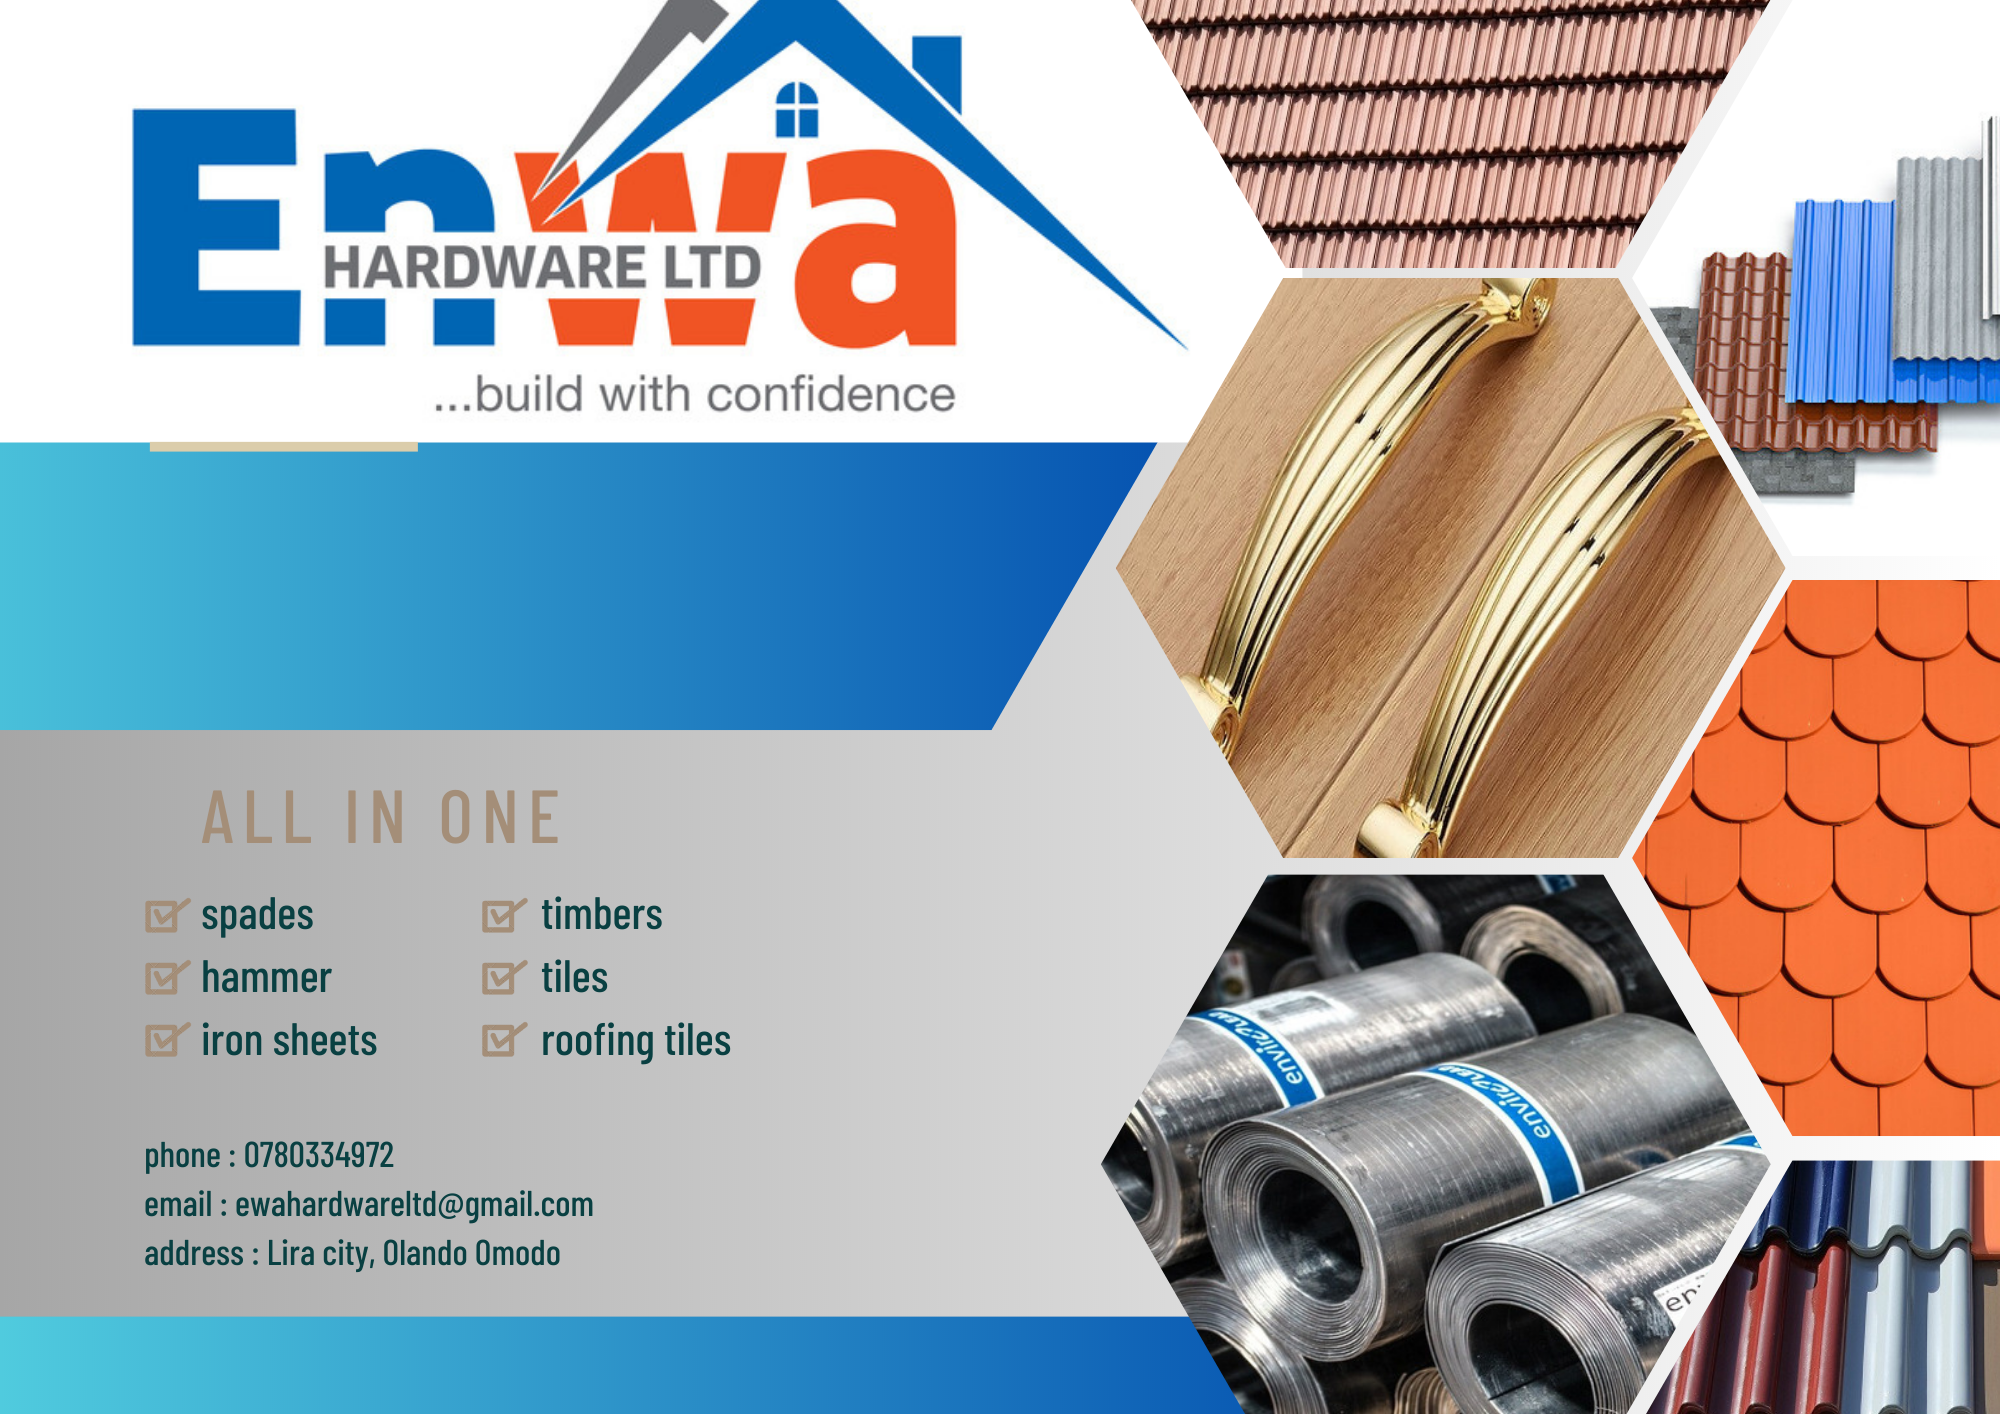 Enwa
HARDWARE LTD
...build with confidence
ALL IN ONE
spades
hammer
iron sheets
timbers
tiles
roofing tiles
phone : 0780334972
email : ewahardwareltd@gmail.com
address : Lira city, Olando Omodo